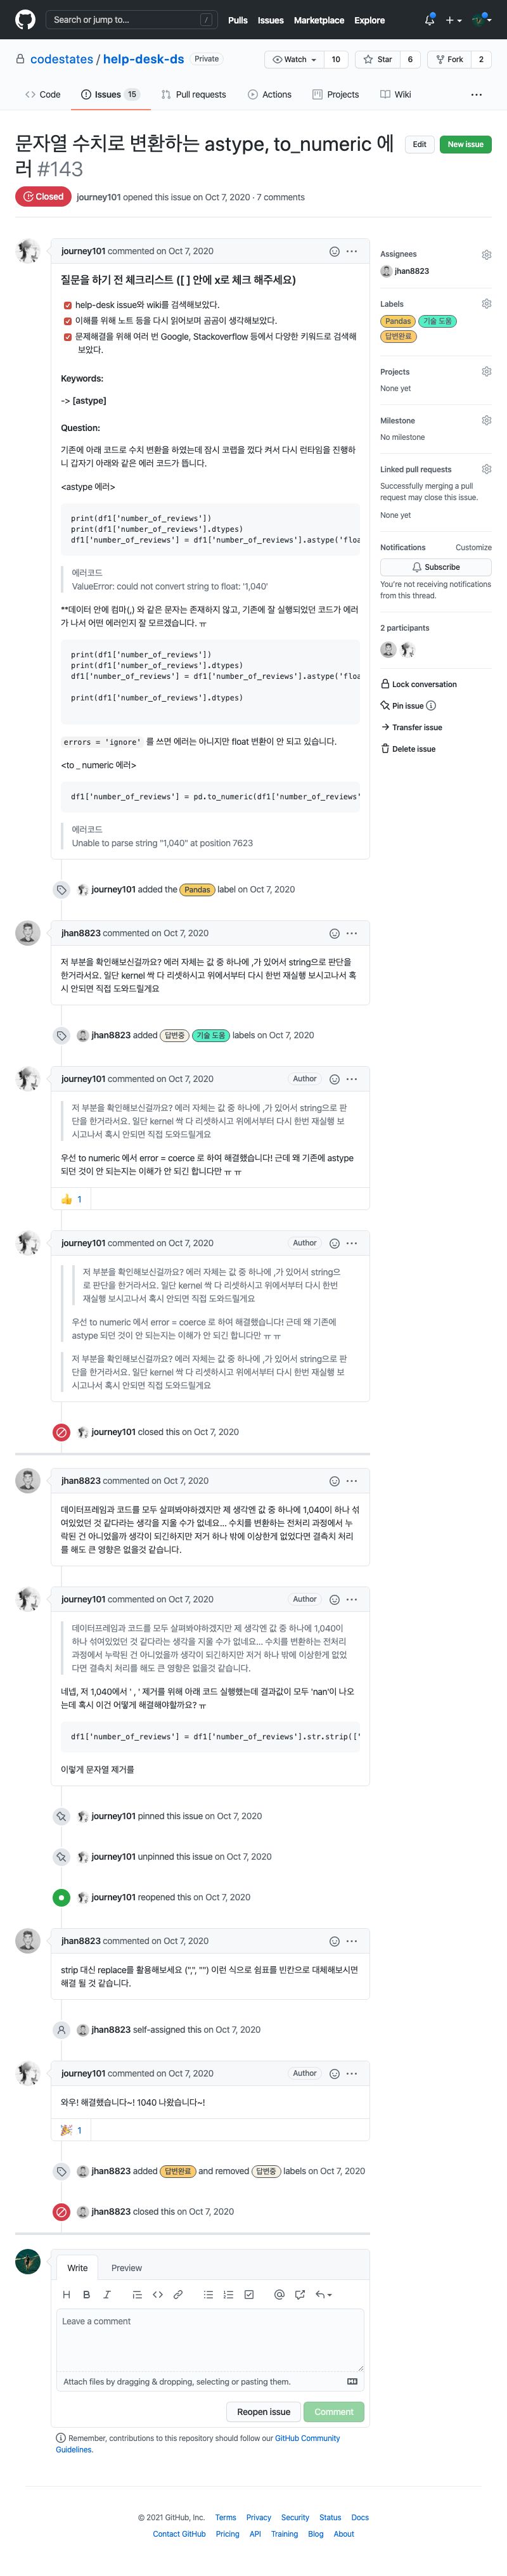 Search or jump to... /
Pulls Issues Marketplace Explore
codestates / help-desk-ds Private
Watch 10 Star 6 Fork 2
Code Issues 15 Pull requests Actions Projects Wiki
문자열 수치로 변환하는 astype, to_numeric 에
러 #143
Edit New issue
Closed journey101 opened this issue on Oct 7, 2020 · 7 comments
journey101 commented on Oct 7, 2020
질문을 하기 전 체크리스트 ([ ] 안에 x로 체크 해주세요)
help-desk issue와 wiki를 검색해보았다.
이해를 위해 노트 등을 다시 읽어보며 곰곰이 생각해보았다.
문제해결을 위해 여러 번 Google, Stackoverflow 등에서 다양한 키워드로 검색해
보았다.
Keywords:
-> [astype]
Question:
기존에 아래 코드로 수치 변환을 하였는데 잠시 코랩을 껐다 켜서 다시 런타임을 진행하
니 갑자기 아래와 같은 에러 코드가 뜹니다.
<astype 에러>
print(df1['number_of_reviews'])
print(df1['number_of_reviews'].dtypes)
df1['number_of_reviews'] = df1['number_of_reviews'].astype('floa
에러코드
ValueError: could not convert string to float: '1,040'
**데이터 안에 컴마(,) 와 같은 문자는 존재하지 않고, 기존에 잘 실행되었던 코드가 에러
가 나서 어떤 에러인지 잘 모르겠습니다. ㅠ
print(df1['number_of_reviews'])
print(df1['number_of_reviews'].dtypes)
df1['number_of_reviews'] = df1['number_of_reviews'].astype('floa
print(df1['number_of_reviews'].dtypes)
errors = 'ignore' 를 쓰면 에러는 아니지만 float 변환이 안 되고 있습니다.
<to _ numeric 에러>
df1['number_of_reviews'] = pd.to_numeric(df1['number_of_reviews'
에러코드
Unable to parse string "1,040" at position 7623
Assignees
jhan8823
Labels
Pandas 기술 도움
답변완료
Projects
None yet
Milestone
No milestone
Linked pull requests
Successfully merging a pull
request may close this issue.
None yet
Notifications Customize
Subscribe
You're not receiving notifications
from this thread.
2 participants
Lock conversation
Pin issue
Transfer issue
Delete issue
journey101 added the Pandas label on Oct 7, 2020
jhan8823 commented on Oct 7, 2020
저 부분을 확인해보신걸까요? 에러 자체는 값 중 하나에 ,가 있어서 string으로 판단을
한거라서요. 일단 kernel 싹 다 리셋하시고 위에서부터 다시 한번 재실행 보시고나서 혹
시 안되면 직접 도와드릴게요
jhan8823 added 답변중 기술 도움 labels on Oct 7, 2020
journey101 commented on Oct 7, 2020 Author
저 부분을 확인해보신걸까요? 에러 자체는 값 중 하나에 ,가 있어서 string으로 판
단을 한거라서요. 일단 kernel 싹 다 리셋하시고 위에서부터 다시 한번 재실행 보
시고나서 혹시 안되면 직접 도와드릴게요
우선 to numeric 에서 error = coerce 로 하여 해결했습니다! 근데 왜 기존에 astype
되던 것이 안 되는지는 이해가 안 되긴 합니다만 ㅠ ㅠ
1
journey101 commented on Oct 7, 2020 Author
저 부분을 확인해보신걸까요? 에러 자체는 값 중 하나에 ,가 있어서 string으
로 판단을 한거라서요. 일단 kernel 싹 다 리셋하시고 위에서부터 다시 한번
재실행 보시고나서 혹시 안되면 직접 도와드릴게요
우선 to numeric 에서 error = coerce 로 하여 해결했습니다! 근데 왜 기존에
astype 되던 것이 안 되는지는 이해가 안 되긴 합니다만 ㅠ ㅠ
저 부분을 확인해보신걸까요? 에러 자체는 값 중 하나에 ,가 있어서 string으로 판
단을 한거라서요. 일단 kernel 싹 다 리셋하시고 위에서부터 다시 한번 재실행 보
시고나서 혹시 안되면 직접 도와드릴게요
journey101 closed this on Oct 7, 2020
jhan8823 commented on Oct 7, 2020
데이터프레임과 코드를 모두 살펴봐야하겠지만 제 생각엔 값 중 하나에 1,040이 하나 섞
여있었던 것 같다라는 생각을 지울 수가 없네요... 수치를 변환하는 전처리 과정에서 누
락된 건 아니었을까 생각이 되긴하지만 저거 하나 밖에 이상한게 없었다면 결측치 처리
를 해도 큰 영향은 없을것 같습니다.
journey101 commented on Oct 7, 2020 Author
데이터프레임과 코드를 모두 살펴봐야하겠지만 제 생각엔 값 중 하나에 1,040이
하나 섞여있었던 것 같다라는 생각을 지울 수가 없네요... 수치를 변환하는 전처리
과정에서 누락된 건 아니었을까 생각이 되긴하지만 저거 하나 밖에 이상한게 없었
다면 결측치 처리를 해도 큰 영향은 없을것 같습니다.
네넵, 저 1,040에서 ' , ' 제거를 위해 아래 코드 실행했는데 결과값이 모두 'nan'이 나오
는데 혹시 이건 어떻게 해결해야할까요? ㅠ
df1['number_of_reviews'] = df1['number_of_reviews'].str.strip(['
이렇게 문자열 제거를
journey101 pinned this issue on Oct 7, 2020
journey101 unpinned this issue on Oct 7, 2020
journey101 reopened this on Oct 7, 2020
jhan8823 commented on Oct 7, 2020
strip 대신 replace를 활용해보세요 (",", "") 이런 식으로 쉼표를 빈칸으로 대체해보시면
해결 될 것 같습니다.
jhan8823 self-assigned this on Oct 7, 2020
journey101 commented on Oct 7, 2020 Author
와우! 해결했습니다~! 1040 나왔습니다~!
1
jhan8823 added 답변완료 and removed 답변중 labels on Oct 7, 2020
jhan8823 closed this on Oct 7, 2020
Write Preview
Leave a comment
Attach files by dragging & dropping, selecting or pasting them.
Reopen issue Comment
Remember, contributions to this repository should follow our GitHub Community
Guidelines.
© 2021 GitHub, Inc. Terms Privacy Security Status Docs
Contact GitHub Pricing API Training Blog About